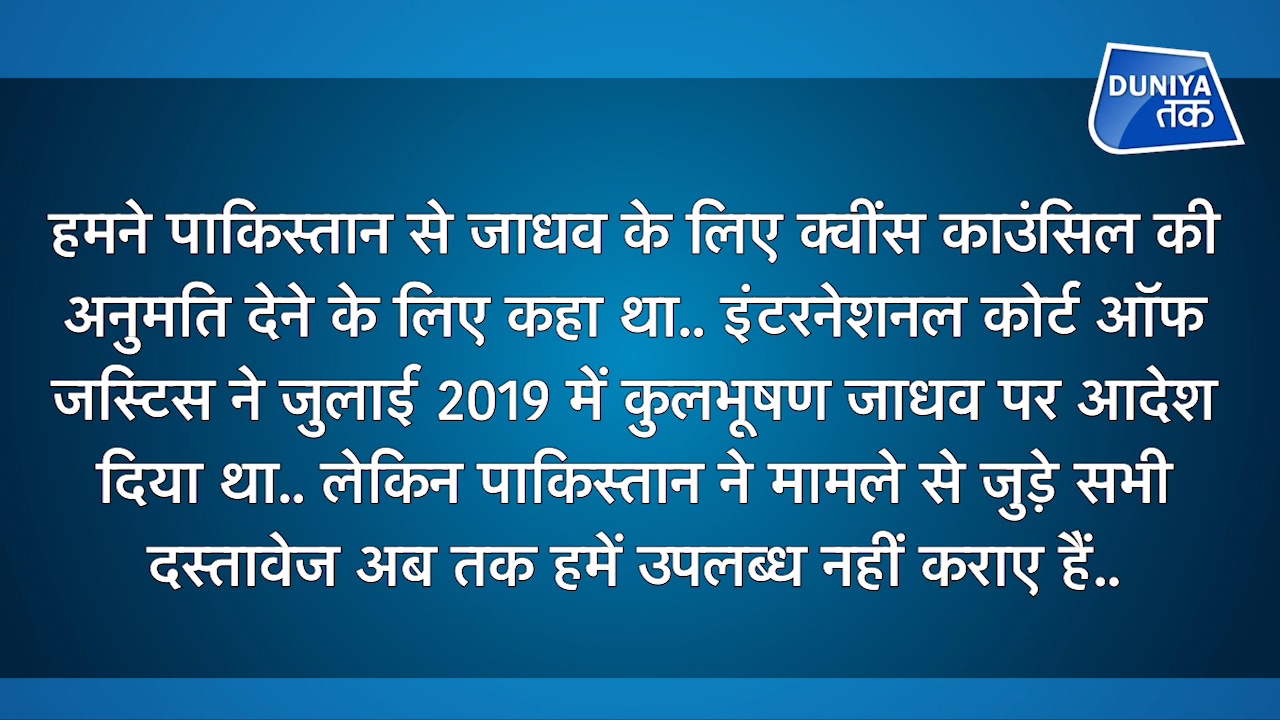 DUNIYA
तक
हमने पाकिस्तान से जाधव के लिए क्वींस काउंसिल की
अनुमति देने के लिए कहा था.. इंटरनेशनल कोर्ट ऑफ
जस्टिस ने जुलाई 2019 में कुलभूषण जाधव पर आदेश
दिया था.. लेकिन पाकिस्तान ने मामले से जुड़े सभी
दस्तावेज अब तक हमें उपलब्ध नहीं कराए हैं..